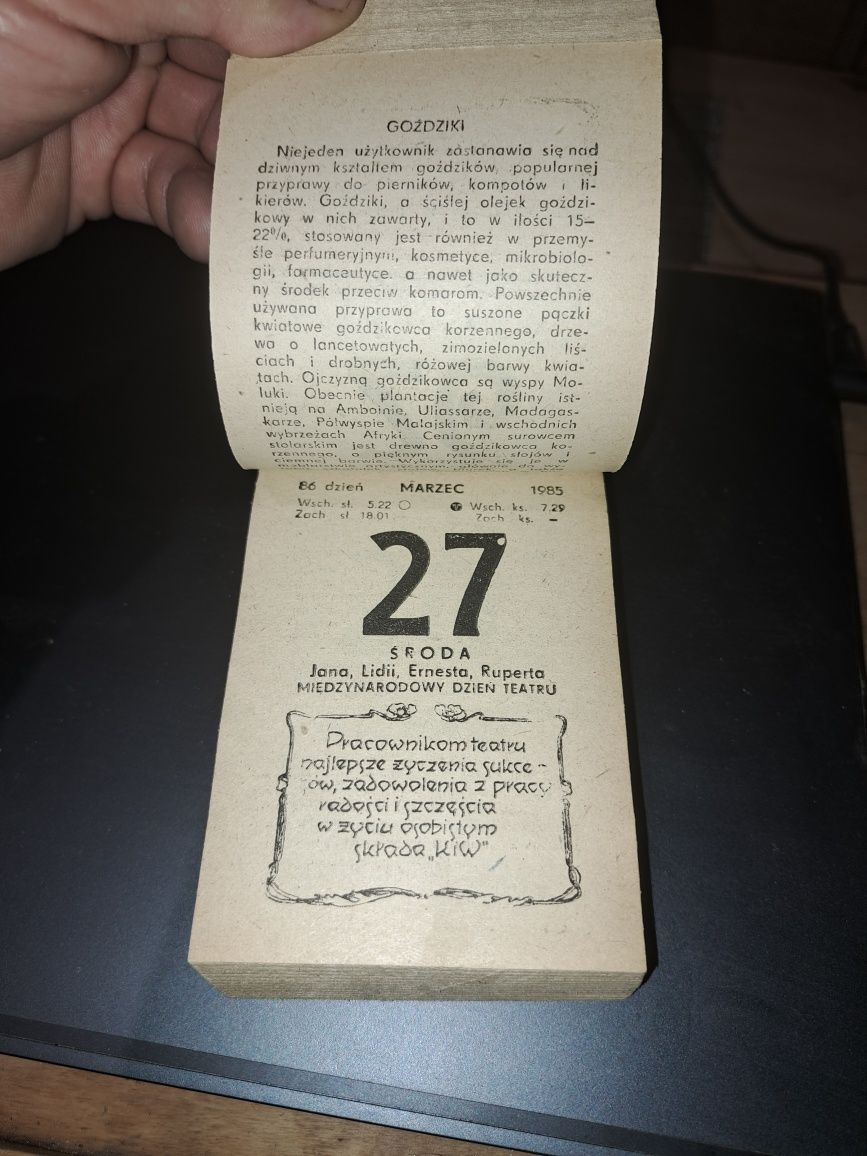 GOŹDZIKI
Niejeden użytkownik zastanawia się nad
dziwnym kształtem goździków, popularnej
przyprawy do pierników, kompotów i li-
kierów. Goździki, a ściślej olejek goździ-
kowy w nich zawarty, i to w ilości 15—
22%, stosowany jest również w przemy-
śle perfumeryjnym, kosmetyce, mikrobiolo-
gii, farmaceutyce. a nawet jako skutecz-
ny środek przeciw komarom. Powszechnie
używana przyprawa to suszone pączki
kwiatowe goździkowca korzennego, drze-
wa o lancetowatych, zimozielonych liś-
ciach i drobnych, różowej barwy kwia-
tach. Ojczyzną goździkowca są wyspy Mo-
luki. Obecnie plantacje tej rośliny ist-
nieją na Amboinie, Uliassarze, Madagas-
karze, Półwyspie Malajskim i wschodnich
wybrzeżach Afryki. Cenionym surowcem
stolarskim jest drewno goździkowca ko-
rzennego, o pięknym rysunku słojów i
ciemnej barwie. Wykorzystuje się je w
86 dzień MARZEC 1985
Wsch. sł. 5.22 Wsch. ks. 7.29
Zach sł 18.01 Zach ks. —
27
ŚRODA
Jana, Lidii, Ernesta, Ruperta
MIĘDZYNARODOWY DZIEŃ TEATRU
Pracownikom teatru
najlepsze życzenia sukce-
sów, zadowolenia z pracy
radości i szczęścia
w życiu osobistym
składa „KiW"